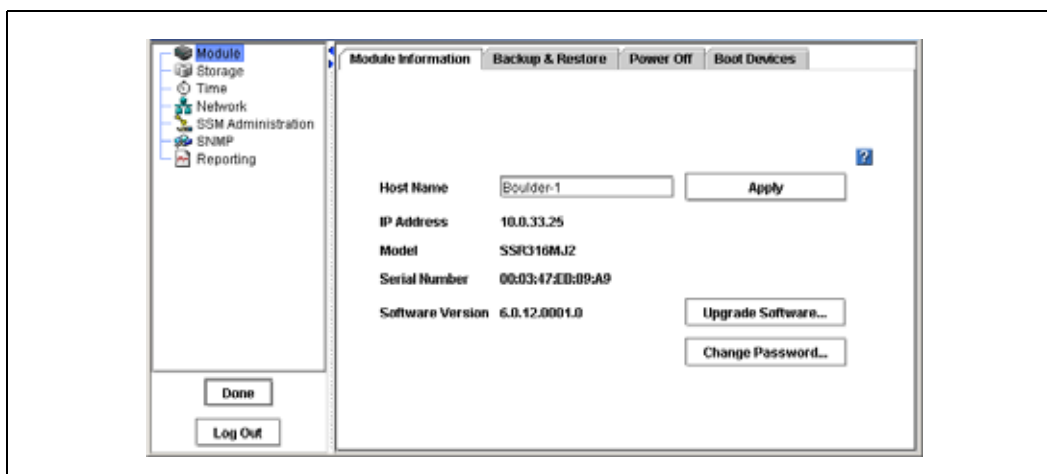 Module
Storage
Time
Network
SSM Administration
SNMP
Reporting
Done
Log Out
Module Information Backup & Restore Power Off Boot Devices
?
Host Name Boulder-1 Apply
IP Address 10.0.33.25
Model SSR316MJ2
Serial Number 00:03:47:ED:09:A9
Software Version 6.0.12.0001.0 Upgrade Software...
Change Password...